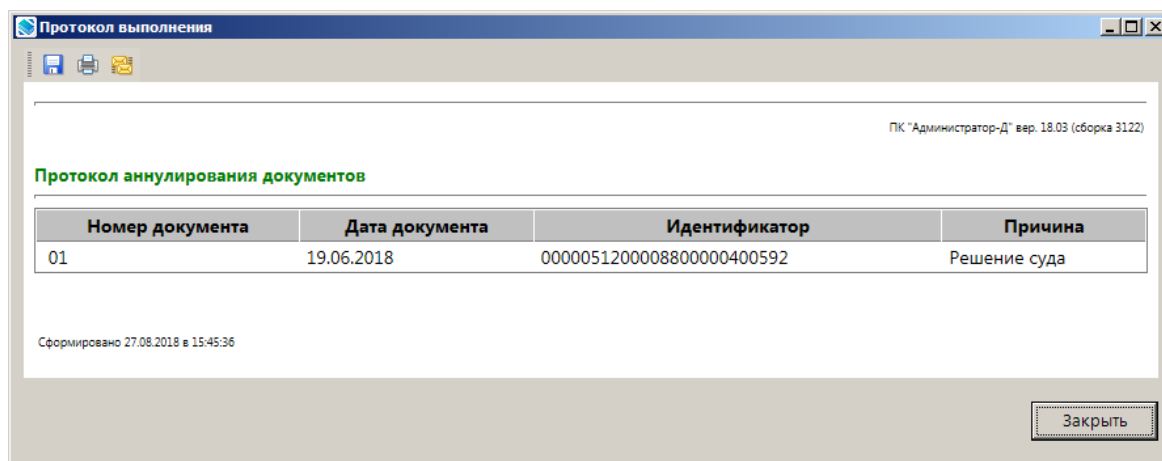 Протокол выполнения
ПК "Администратор-Д" вер. 18.03 (сборка 3122)
Протокол аннулирования документов
Номер документа Дата документа Идентификатор Причина
01 19.06.2018 0000051200008800000400592 Решение суда
Сформировано 27.08.2018 в 15:45:36
Закрыть